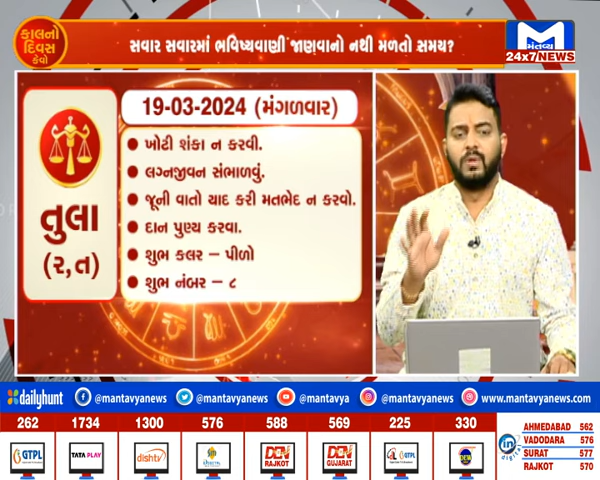 કાલનો
દિવસ
કેવો
સવાર સવારમાં ભવિષ્યવાણી જાણવાનો નથી મળતો સમય?
મંતવ્ય
24x7NEWS
19-03-2024 (મંગળવાર)
તુલા
(ર,ત)
ખોટી શંકા ન કરવી.
લગ્નજીવન સંભાળવું.
જૂની વાતો યાદ કરી મતભેદ ન કરવો.
દાન પુણ્ય કરવા.
શુભ કલર – પીળો
શુભ નંબર – ૮
dailyhunt
@mantavyanews
@mantavyanews
@mantavya
@mantavyanews
@mantavyanews
262 1734 1300 576 588 569 225 330
GTPL
TATA PLAY
dishtv
DEN
RAJKOT
DEN
GUJARAT
in
digital
AHMEDABAD 562
VADODARA 576
SURAT 577
RAJKOT 570